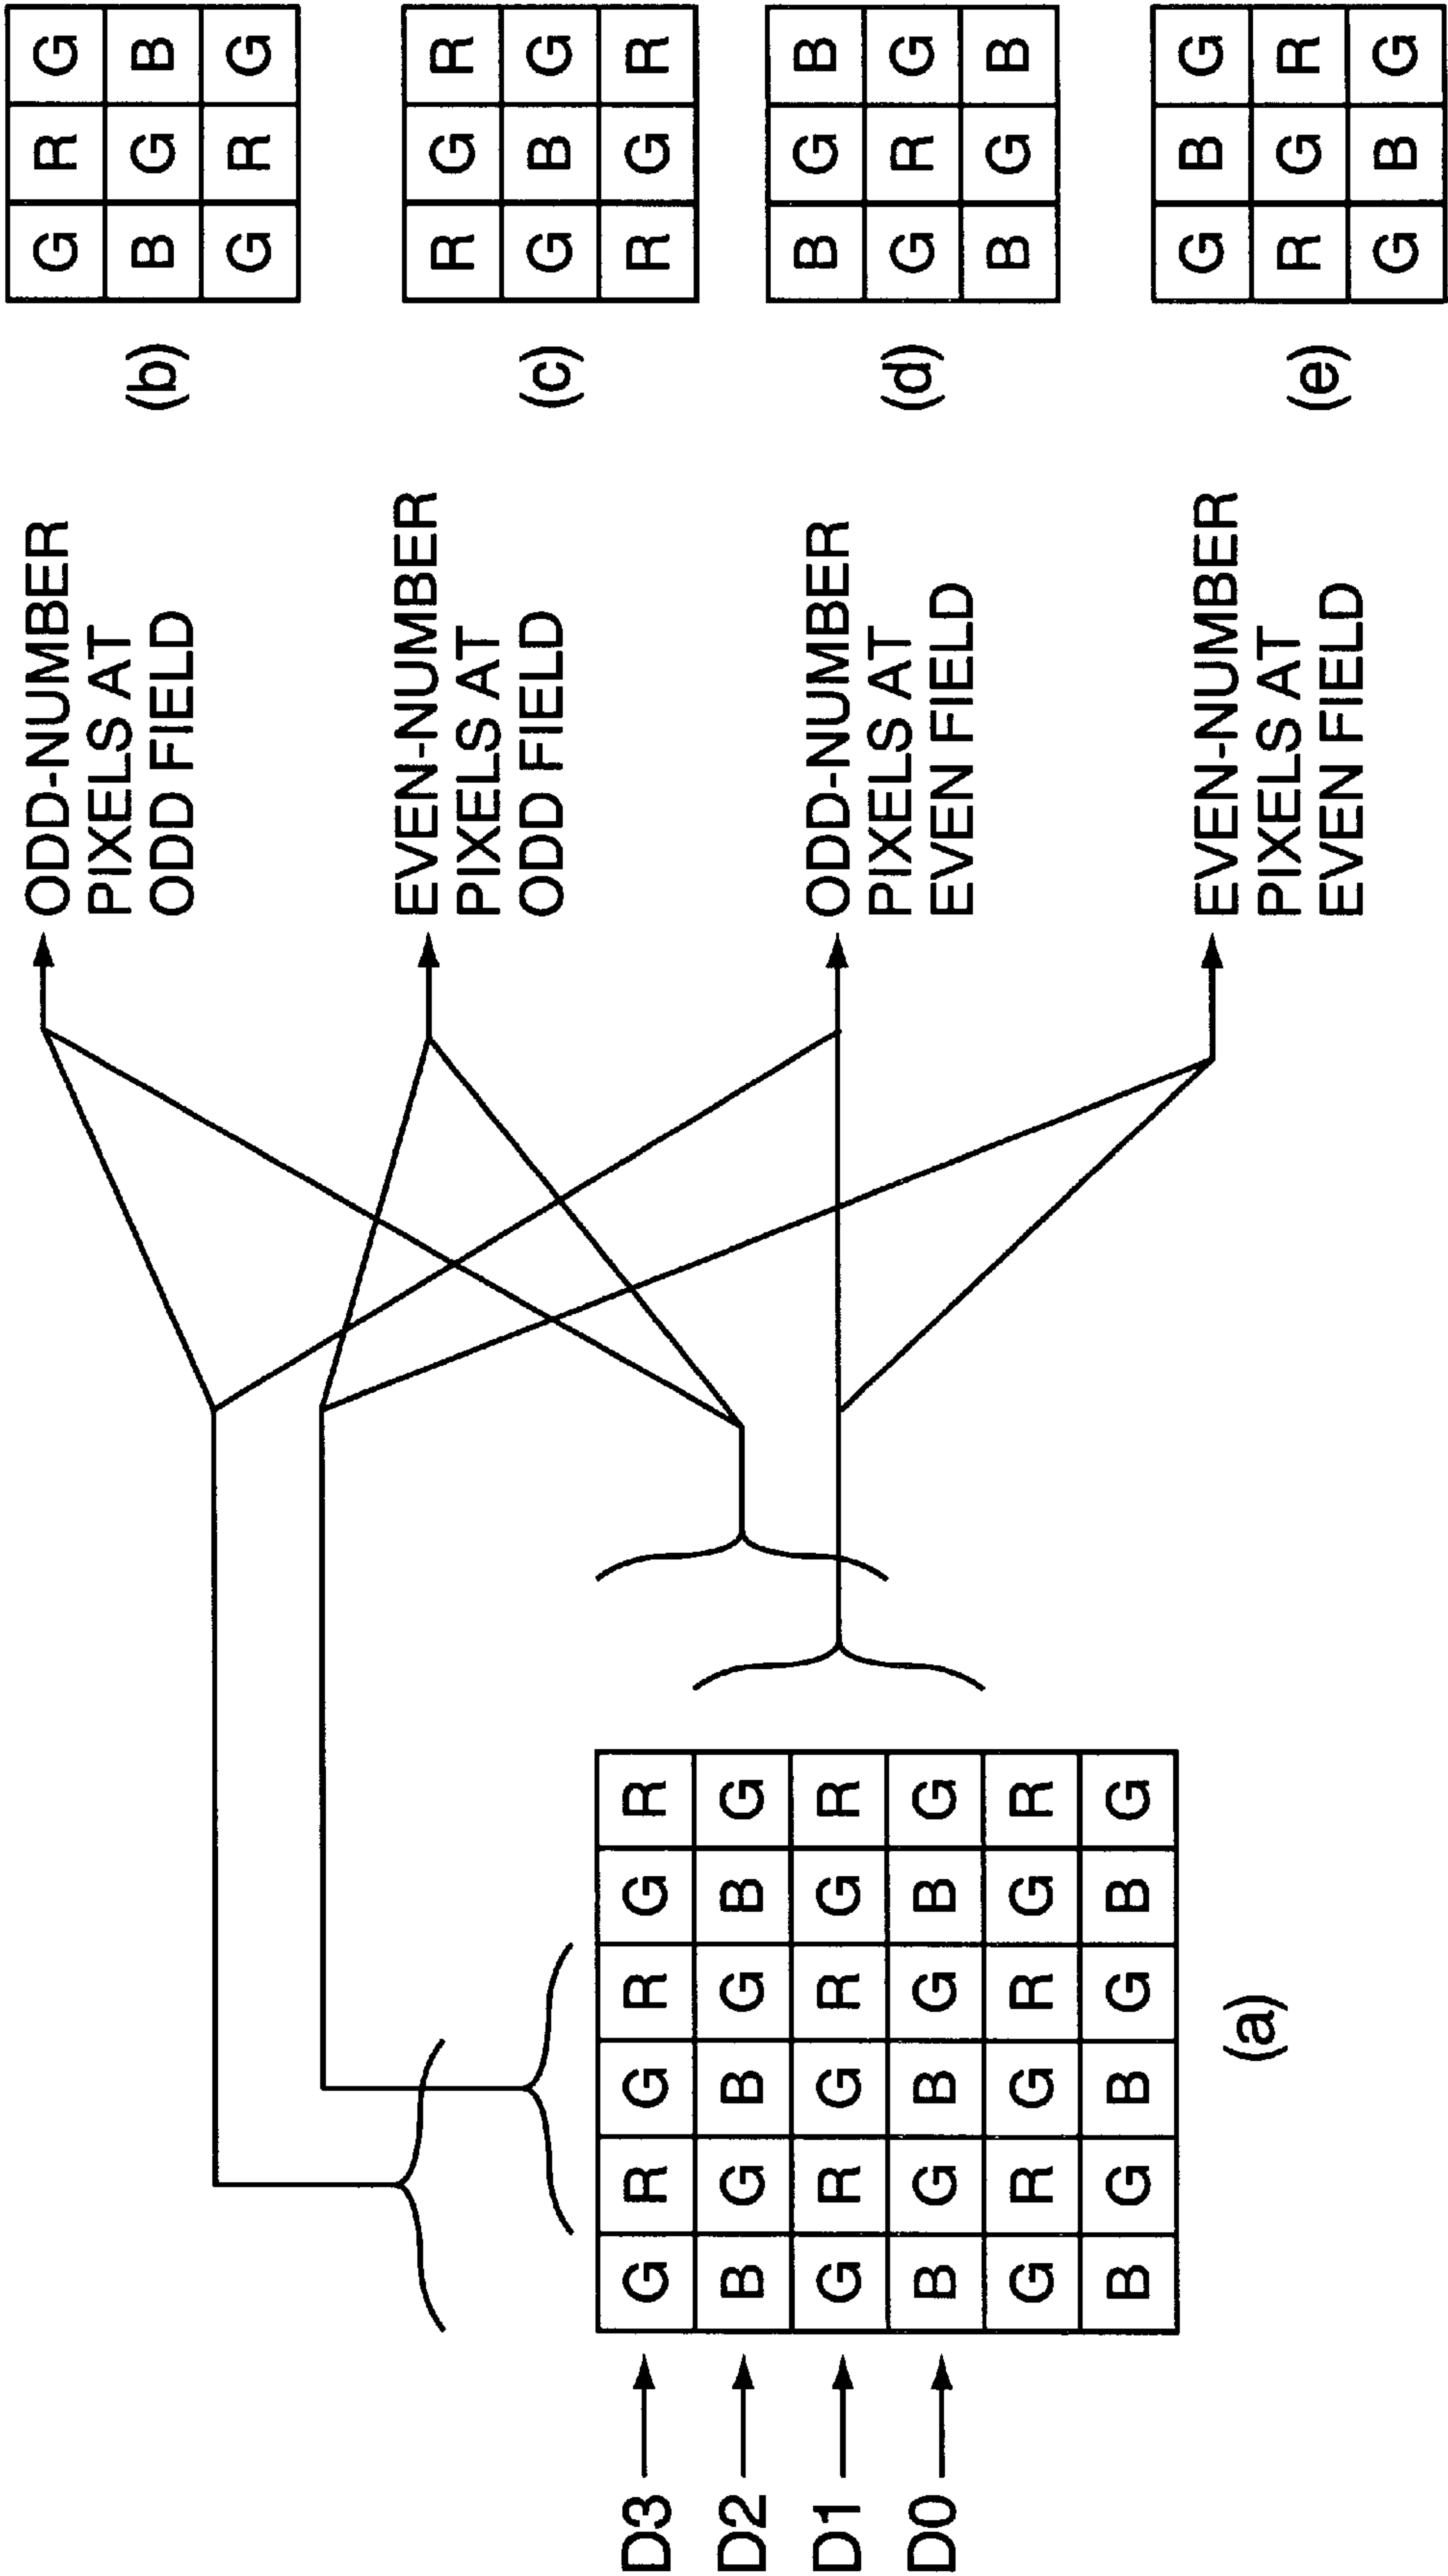 D3
D2
D1
D0
G R G R G R
B G B G B G
G R G R G R
B G B G B G
G R G R G R
B G B G B G
(a)
ODD-NUMBER
PIXELS AT
ODD FIELD
(b)
G R G
B G B
G R G
EVEN-NUMBER
PIXELS AT
ODD FIELD
(c)
R G R
G B G
R G R
ODD-NUMBER
PIXELS AT
EVEN FIELD
(d)
B G B
G R G
B G B
EVEN-NUMBER
PIXELS AT
EVEN FIELD
(e)
G B G
R G R
G B G